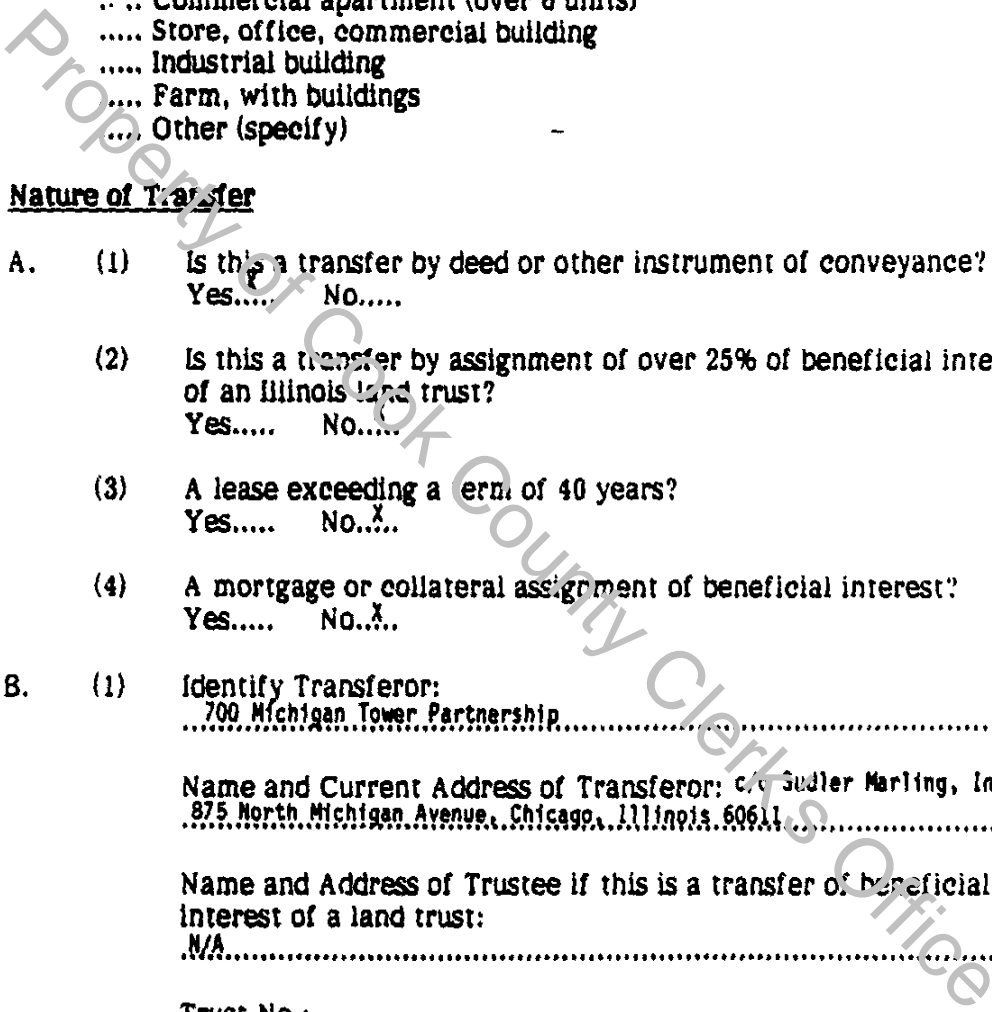 Commercial apartment (over 6 units)
..... Store, office, commercial building
..... Industrial building
.... Farm, with buildings
.... Other (specify) –
Nature of Transfer
A. (1) Is this a transfer by deed or other instrument of conveyance?
Yes..... No.....
(2) Is this a transfer by assignment of over 25% of beneficial inte
of an Illinois land trust?
Yes..... No.....
(3) A lease exceeding a term of 40 years?
Yes..... No..x..
(4) A mortgage or collateral assignment of beneficial interest?
Yes..... No..x..
B. (1) Identify Transferor:
700 Michigan Tower Partnership
Name and Current Address of Transferor: c/o Sudler Marling, In
875 North Michigan Avenue, Chicago, Illinois 60611
Name and Address of Trustee if this is a transfer of beneficial
interest of a land trust:
N/A
Trust No.:
Property of Cook County Clerk's Office